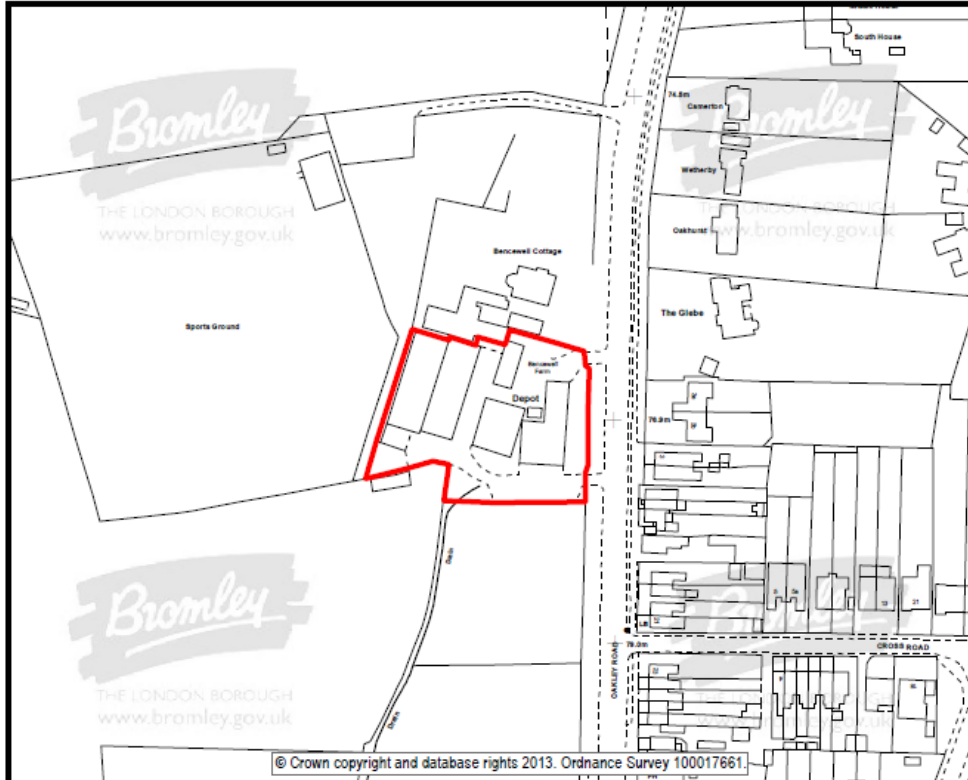 South House
74.8m
Camerton
Bromley
THE LONDON BOROUGH
www.bromley.gov.uk
Bromley
THE LONDON BOROUGH
www.bromley.gov.uk
Wetherby
Oakhurst
Bencewell Cottage
The Glebe
Sports Ground
Bencewell
Farm
Depot
76.9m
Drain
Bromley
THE LONDON BOROUGH
www.bromley.gov.uk
Bromley
THE LONDON BOROUGH
www.bromley.gov.uk
LB
79.0m
CROSS ROAD
OAKLEY ROAD
Drain
© Crown copyright and database rights 2013. Ordnance Survey 100017661.